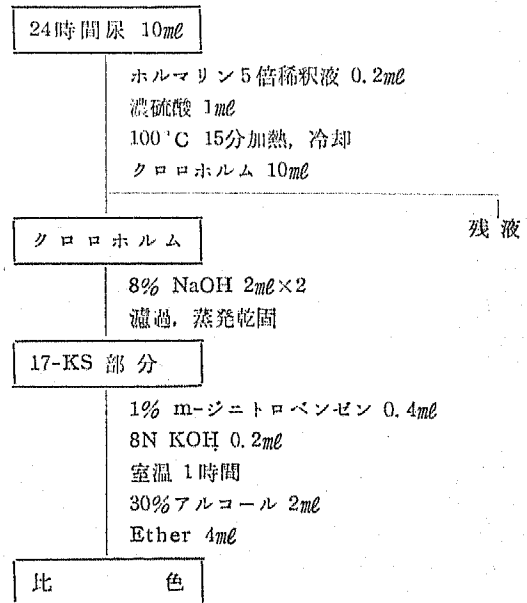 24時間尿 10ml
ホルマリン5倍稀釈液 0.2ml
濃硫酸 1ml
100°C 15分加熱, 冷却
クロロホルム 10ml
残液
クロロホルム
8% NaOH 2ml×2
濾過, 蒸発乾固
17-KS 部分
1% m-ジニトロベンゼン 0.4ml
8N KOH 0.2ml
室温 1時間
30%アルコール 2ml
Ether 4ml
比 色